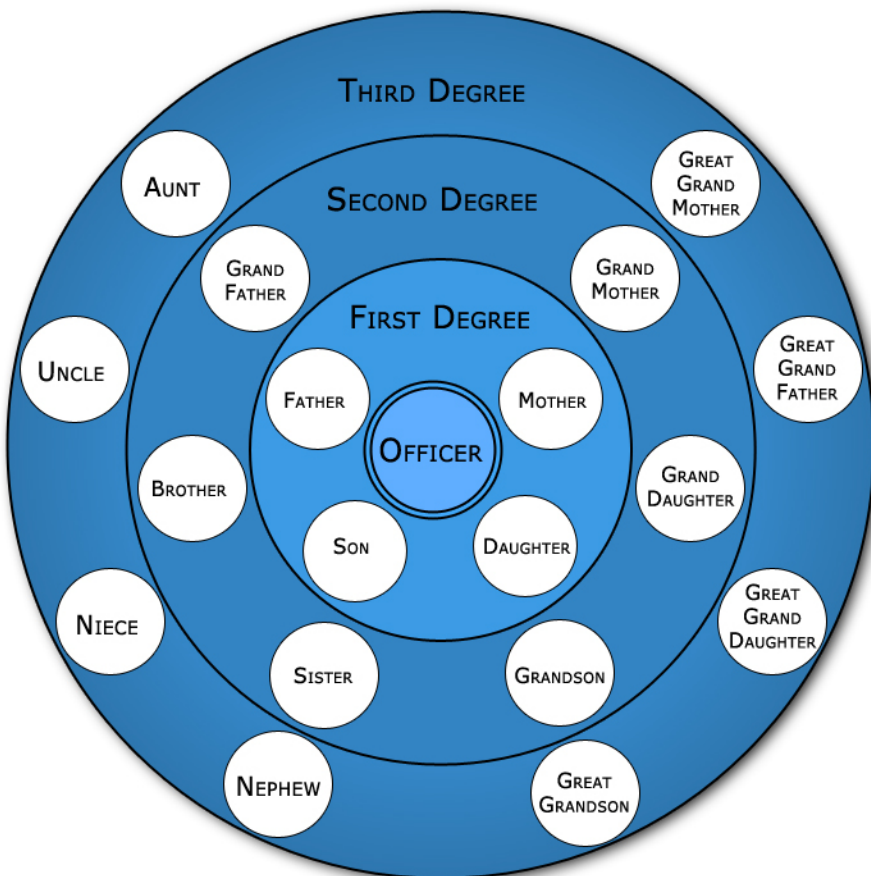 THIRD DEGREE
AUNT
GREAT
GRAND
MOTHER
SECOND DEGREE
GRAND
FATHER
GRAND
MOTHER
FIRST DEGREE
UNCLE
GREAT
GRAND
FATHER
FATHER
MOTHER
OFFICER
BROTHER
GRAND
DAUGHTER
SON
DAUGHTER
NIECE
GREAT
GRAND
DAUGHTER
SISTER
GRANDSON
NEPHEW
GREAT
GRANDSON